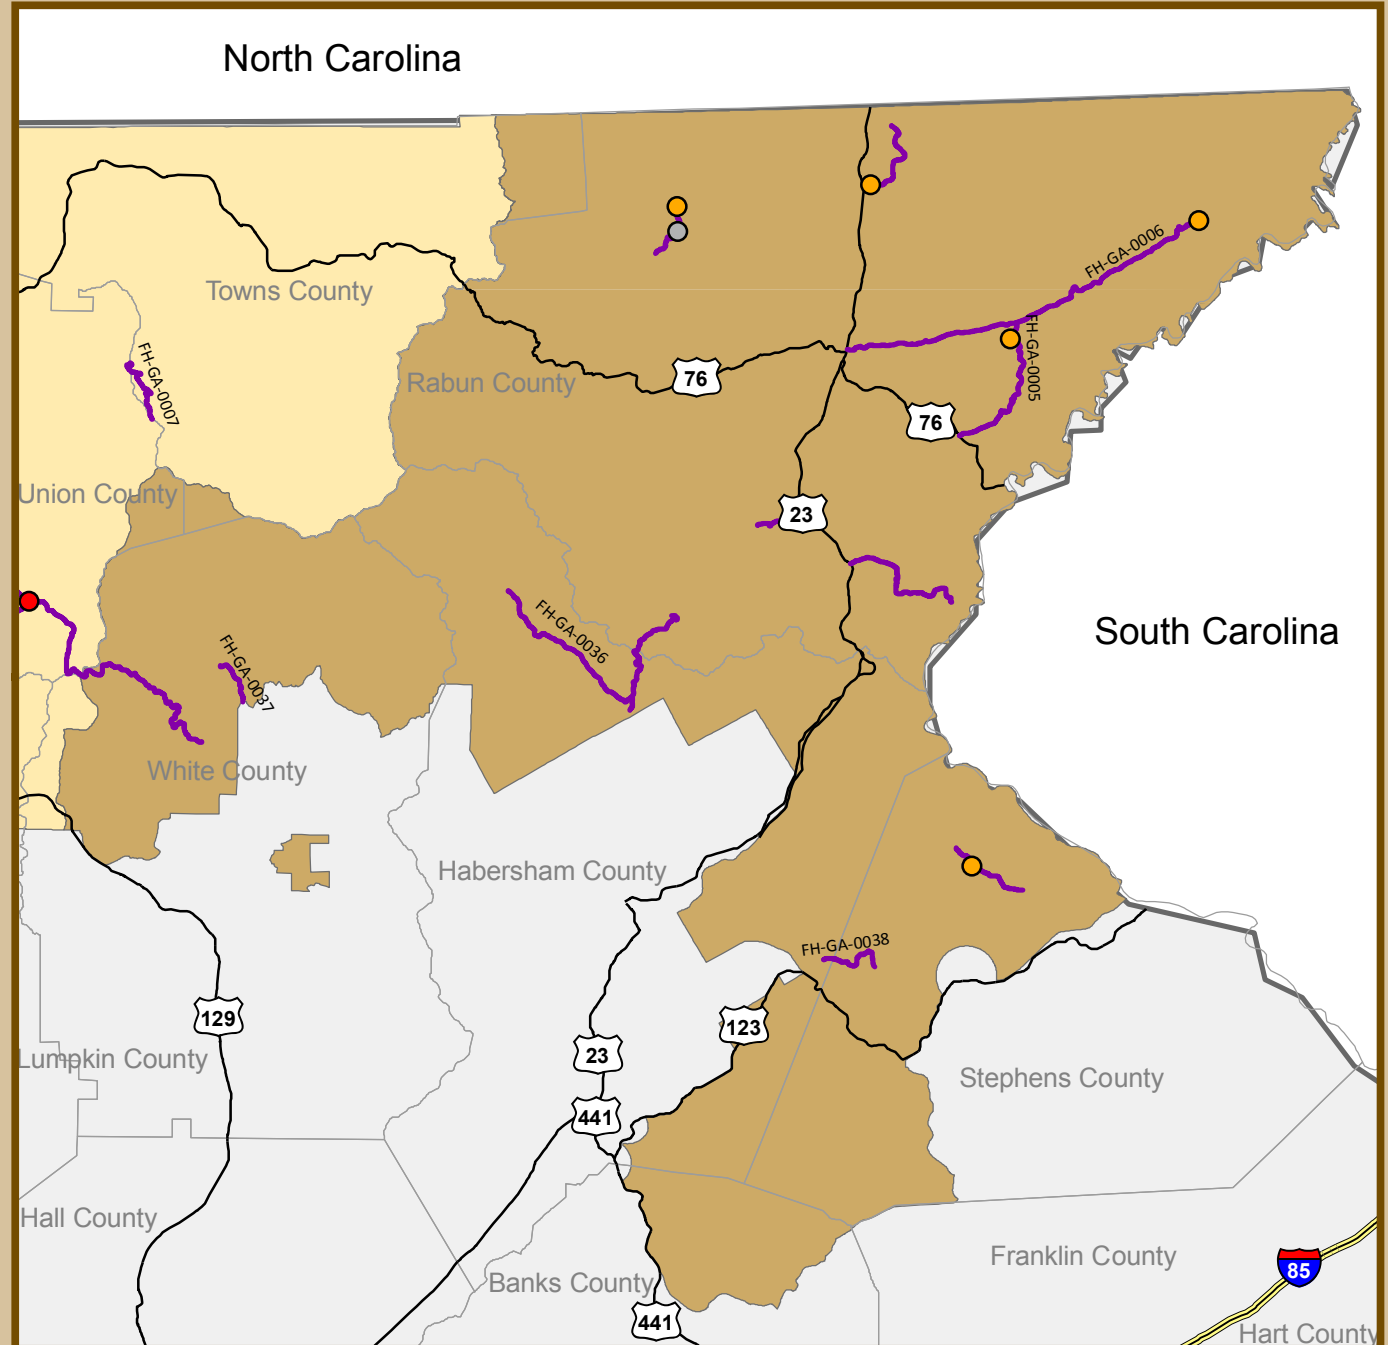 North Carolina
FH-GA-0006
Towns County
FH-GA-0005
FH-GA-0007
76
Rabun County
76
Union County
23
FH-GA-0036
South Carolina
FH-GA-0037
White County
Habersham County
FH-GA-0038
129
123
23
Lumpkin County
Stephens County
441
Hall County
Franklin County
85
Banks County
441
Hart County